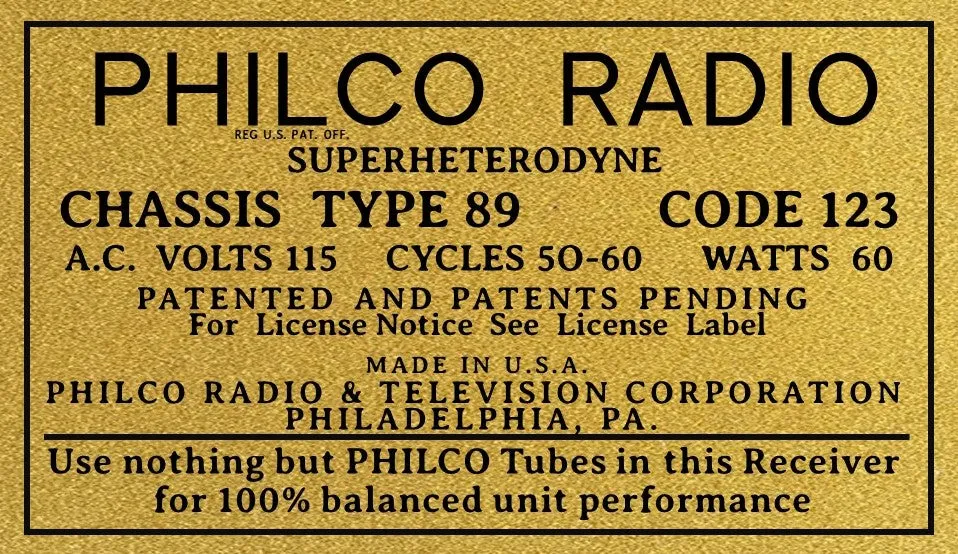 PHILCO RADIO
REG U.S. PAT. OFF.
SUPERHETERODYNE
CHASSIS TYPE 89 CODE 123
A.C. VOLTS 115 CYCLES 50-60 WATTS 60
PATENTED AND PATENTS PENDING
For License Notice See License Label
MADE IN U.S.A.
PHILCO RADIO & TELEVISION CORPORATION
PHILADELPHIA, PA.
Use nothing but PHILCO Tubes in this Receiver
for 100% balanced unit performance